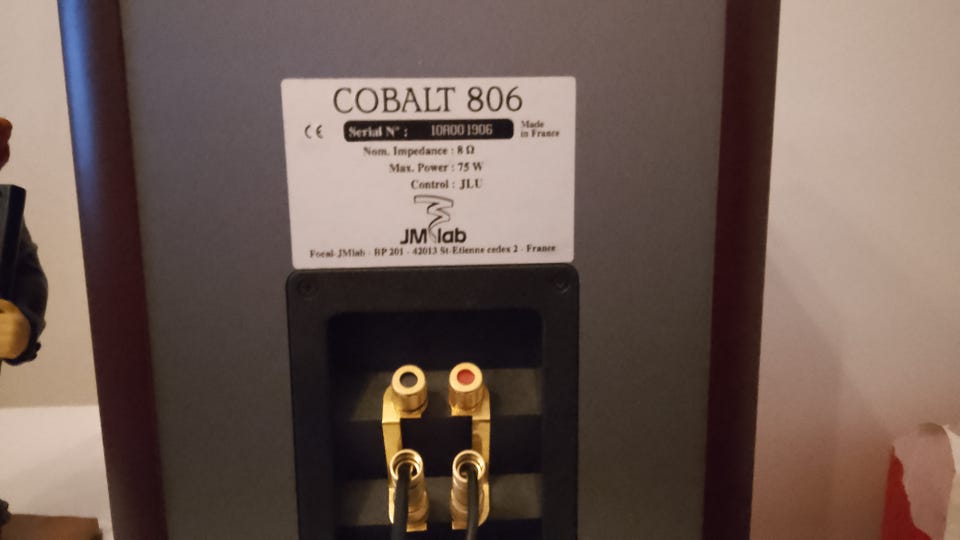 COBALT 806
CE
Serial N° : 10A001906
Made
in France
Nom. Impedance : 8 Ω
Max. Power : 75 W
Control : JLU
JMlab
Focal-JMlab - BP 201 - 42013 St-Etienne cedex 2 - France